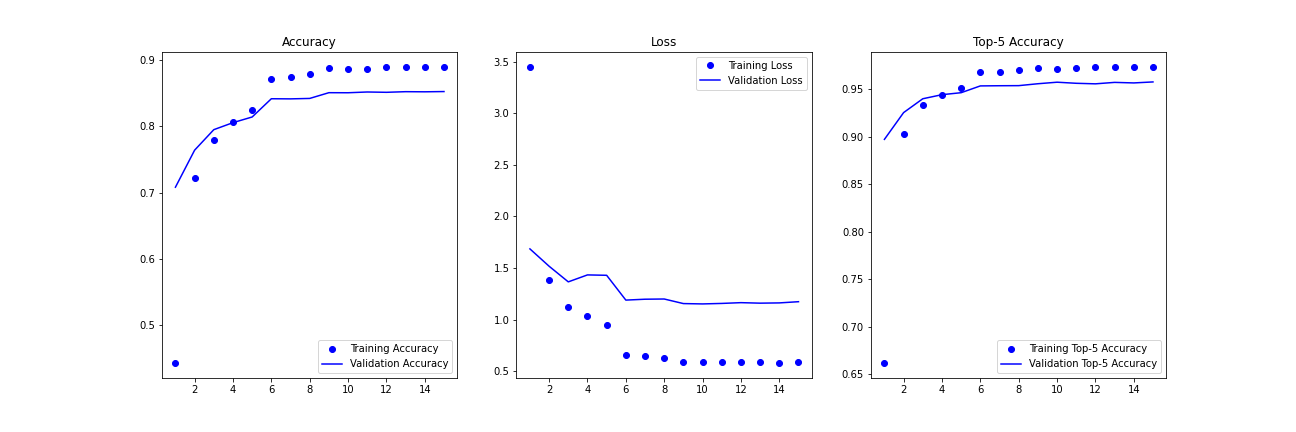 Accuracy
0.9
0.8
0.7
0.6
0.5
2 4 6 8 10 12 14
Training Accuracy
Validation Accuracy
Loss
3.5
3.0
2.5
2.0
1.5
1.0
0.5
2 4 6 8 10 12 14
Training Loss
Validation Loss
Top-5 Accuracy
0.95
0.90
0.85
0.80
0.75
0.70
0.65
2 4 6 8 10 12 14
Training Top-5 Accuracy
Validation Top-5 Accuracy